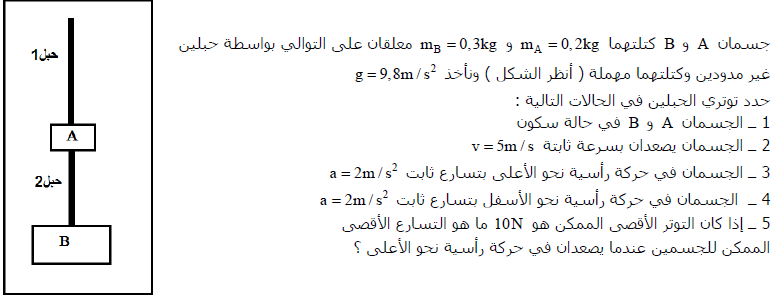 حبل1
A
حبل2
B
جسمان A و B كتلتهما m_A = 0,2kg و m_B = 0,3kg معلقان على التوالي بواسطة حبلين
غير مدودين وكتلتهما مهملة ( أنظر الشكل ) ونأخذ g = 9,8m / s²
حدد توتري الحبلين في الحالات التالية :
1 ـ الجسمان A و B في حالة سكون
2 ـ الجسمان يصعدان بسرعة ثابتة v = 5m / s
3 ـ الجسمان في حركة رأسية نحو الأعلى بتسارع ثابت a = 2m / s²
4 ـ الجسمان في حركة رأسية نحو الأسفل بتسارع ثابت a = 2m / s²
5 ـ إذا كان التوتر الأقصى الممكن هو 10N ما هو التسارع الأقصى
الممكن للجسمين عندما يصعدان في حركة رأسية نحو الأعلى ؟